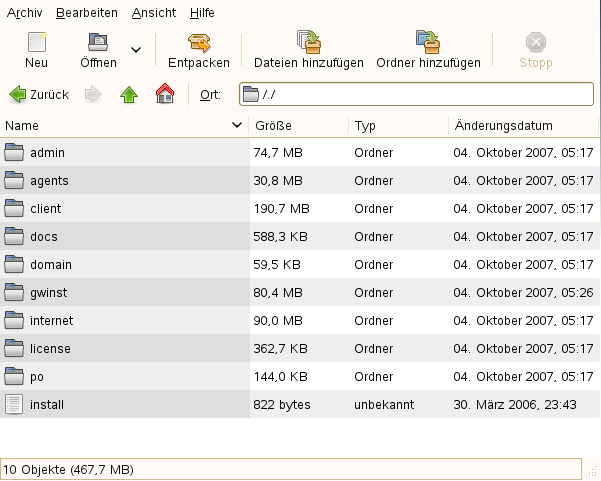 Archiv Bearbeiten Ansicht Hilfe
Neu Öffnen Entpacken Dateien hinzufügen Ordner hinzufügen Stopp
Zurück Ort: /./
Name Größe Typ Änderungsdatum
admin 74,7 MB Ordner 04. Oktober 2007, 05:17
agents 30,8 MB Ordner 04. Oktober 2007, 05:17
client 190,7 MB Ordner 04. Oktober 2007, 05:17
docs 588,3 KB Ordner 04. Oktober 2007, 05:17
domain 59,5 KB Ordner 04. Oktober 2007, 05:17
gwinst 80,4 MB Ordner 04. Oktober 2007, 05:26
internet 90,0 MB Ordner 04. Oktober 2007, 05:17
license 362,7 KB Ordner 04. Oktober 2007, 05:17
po 144,0 KB Ordner 04. Oktober 2007, 05:17
install 822 bytes unbekannt 30. März 2006, 23:43
10 Objekte (467,7 MB)